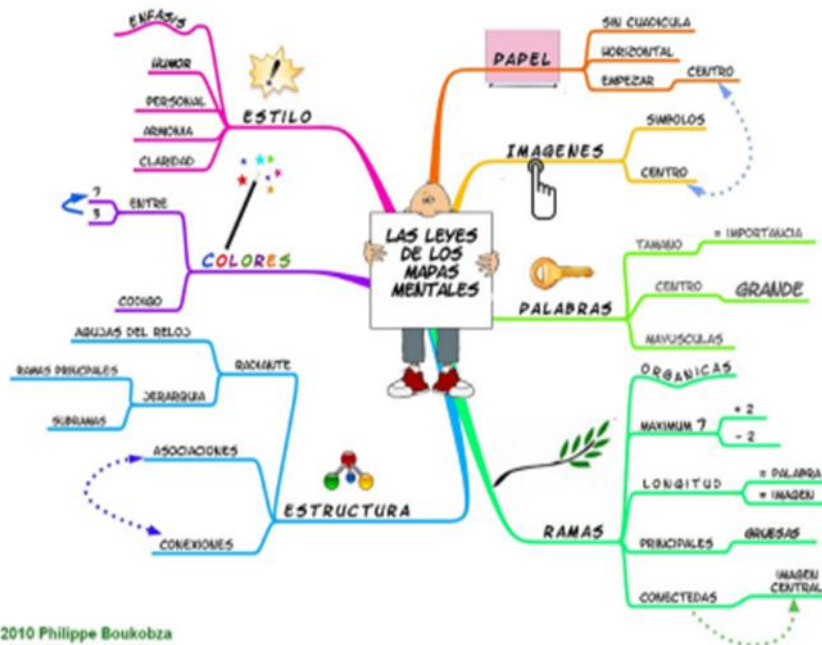 LAS LEYES
DE LOS
MAPAS
MENTALES
PAPEL
SIN CUADICULA
HORIZONTAL
EMPEZAR
CENTRO
IMAGENES
SIMBOLOS
CENTRO
PALABRAS
TAMANO
= IMPORTANCIA
CENTRO
GRANDE
MAYUSCULAS
RAMAS
ORGANICAS
MAXIMUM 7
+ 2
- 2
LONGITUD
= PALABRA
= IMAGEN
PRINCIPALES
GRUESAS
CONECTEDAS
IMAGEN
CENTRAL
ESTRUCTURA
RADIANTE
AGUJAS DEL RELOJ
JERARQUIA
RAMAS PRINCIPALES
SUBRAMAS
ASOCIACIONES
CONEXIONES
COLORES
ENTRE
7
3
CODIGO
ESTILO
ENFASIS
HUMOR
PERSONAL
ARMONIA
CLARIDAD
2010 Philippe Boukobza